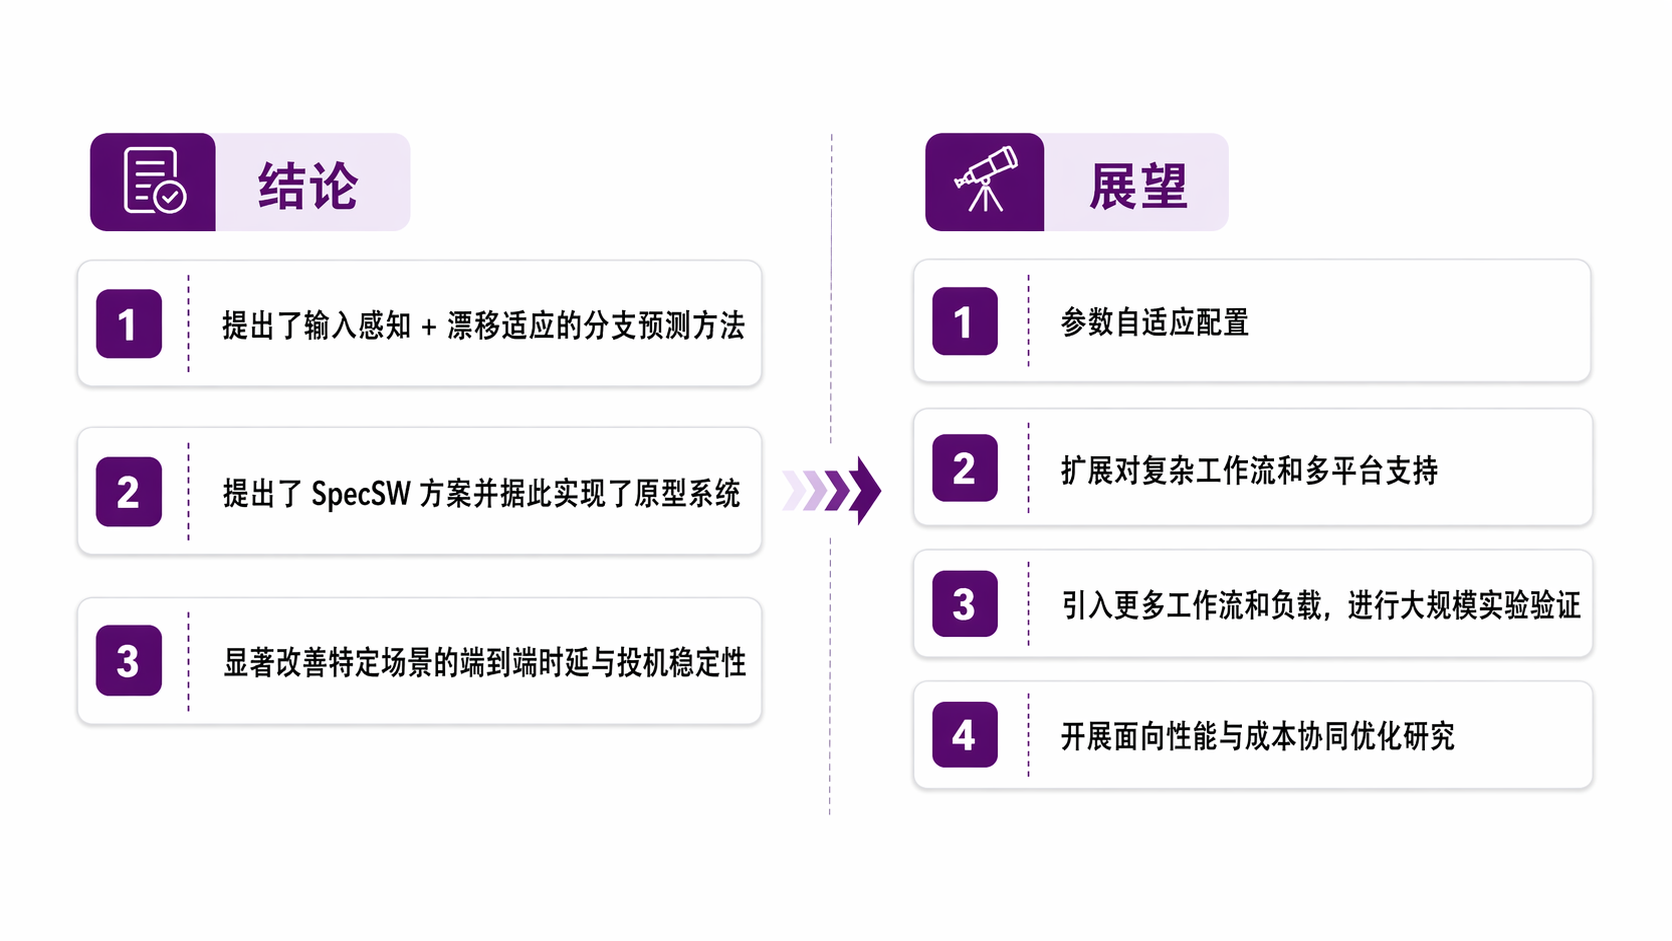 结论
1
提出了输入感知 + 漂移适应的分支预测方法
2
提出了 SpecSW 方案并据此实现了原型系统
3
显著改善特定场景的端到端时延与投机稳定性
展望
1
参数自适应配置
2
扩展对复杂工作流和多平台支持
3
引入更多工作流和负载，进行大规模实验验证
4
开展面向性能与成本协同优化研究